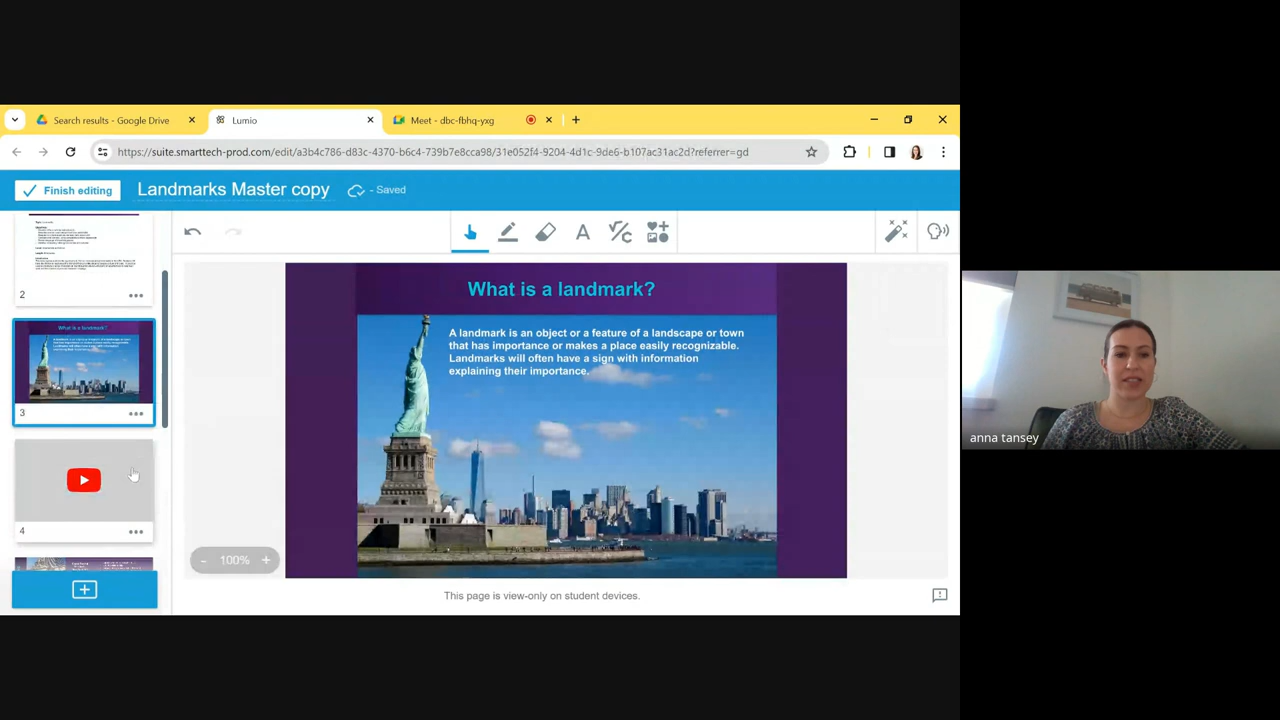 Search results - Google Drive
Lumio
Meet - dbc-fbhq-yxg
https://suite.smarttech-prod.com/edit/a3b4c786-d83c-4370-b6c4-739b7e8cca98/31e052f4-9204-4d1c-9de6-b107ac31ac2d?referrer=gd
Finish editing
Landmarks Master copy
- Saved
2
What is a landmark?
3
4
What is a landmark?
A landmark is an object or a feature of a landscape or town
that has importance or makes a place easily recognizable.
Landmarks will often have a sign with information
explaining their importance.
- 100% +
This page is view-only on student devices.
anna tansey